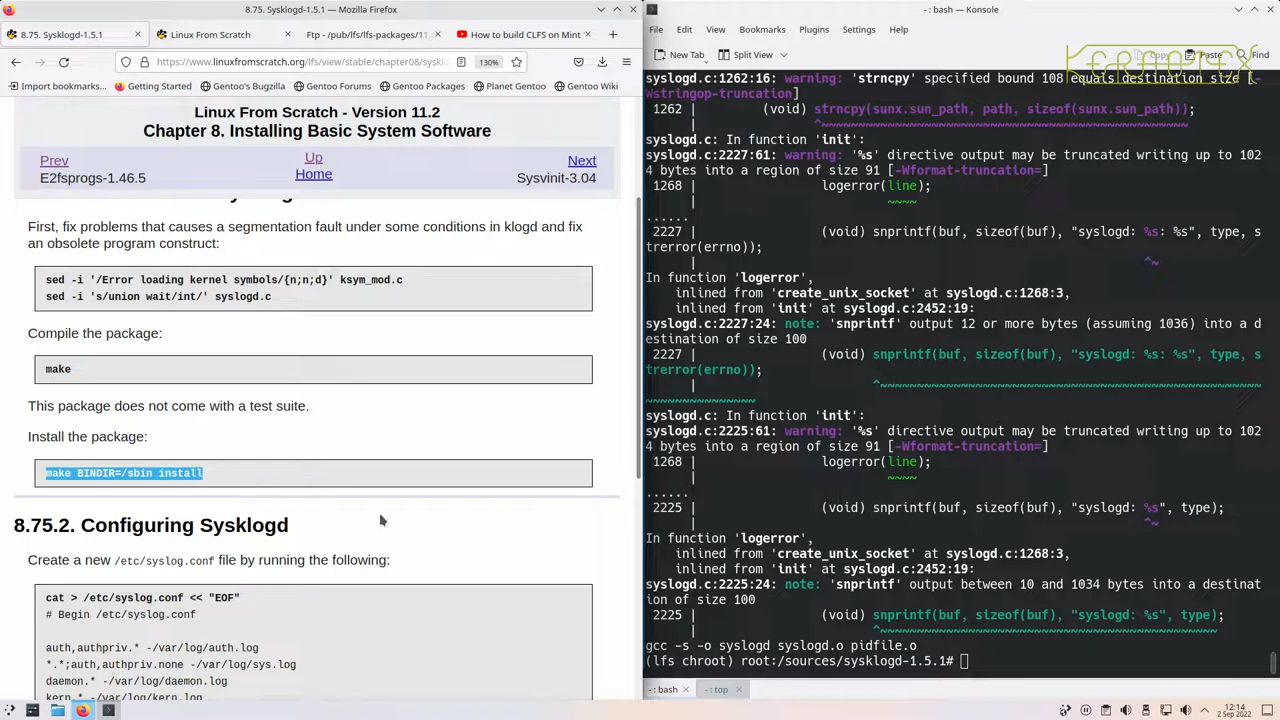 8.75. Sysklogd-1.5.1 — Mozilla Firefox
8.75. Sysklogd-1.5.1
Linux From Scratch
Ftp - /pub/lfs/lfs-packages/11.
How to build CLFS on Mint
https://www.linuxfromscratch.org/lfs/view/stable/chapter08/syskl
110%
Import bookmarks...
Getting Started
Gentoo's Bugzilla
Gentoo Forums
Gentoo Packages
Planet Gentoo
Gentoo Wiki
Linux From Scratch - Version 11.2
Chapter 8. Installing Basic System Software
Prev
Up
Next
E2fsprogs-1.46.5
Home
Sysvinit-3.04
First, fix problems that causes a segmentation fault under some conditions in klogd and fix
an obsolete program construct:
sed -i '/Error loading kernel symbols/{n;n;d}' ksym_mod.c
sed -i 's/union wait/int/' syslogd.c
Compile the package:
make
This package does not come with a test suite.
Install the package:
make BINDIR=/sbin install
8.75.2. Configuring Sysklogd
Create a new /etc/syslog.conf file by running the following:
cat > /etc/syslog.conf << "EOF"
# Begin /etc/syslog.conf
auth,authpriv.* -/var/log/auth.log
*.*;auth,authpriv.none -/var/log/sys.log
daemon.* -/var/log/daemon.log
kern.* -/var/log/kern.log
- : bash — Konsole
File Edit View Bookmarks Plugins Settings Help
New Tab Split View Copy Paste Find
KERNOTEX
syslogd.c:1262:16: warning: 'strncpy' specified bound 108 equals destination size [-
Wstringop-truncation]
1262 | (void) strncpy(sunx.sun_path, path, sizeof(sunx.sun_path));
| ^~~~~~~~~~~~~~~~~~~~~~~~~~~~~~~~~~~~~~~~~~~~~~~~~~~
syslogd.c: In function 'init':
syslogd.c:2227:61: warning: '%s' directive output may be truncated writing up to 102
4 bytes into a region of size 91 [-Wformat-truncation=]
1268 | logerror(line);
| ~~~~
......
2227 | (void) snprintf(buf, sizeof(buf), "syslogd: %s: %s", type, s
trerror(errno));
| ^~
In function 'logerror',
inlined from 'create_unix_socket' at syslogd.c:1268:3,
inlined from 'init' at syslogd.c:2452:19:
syslogd.c:2227:24: note: 'snprintf' output 12 or more bytes (assuming 1036) into a d
estination of size 100
2227 | (void) snprintf(buf, sizeof(buf), "syslogd: %s: %s", type, s
trerror(errno));
| ^~~~~~~~~~~~~~~~~~~~~~~~~~~~~~~~~~~~~~~~~~~~~~~~~~~
~~~~~~~~~~~~~~~~
syslogd.c: In function 'init':
syslogd.c:2225:61: warning: '%s' directive output may be truncated writing up to 102
4 bytes into a region of size 91 [-Wformat-truncation=]
1268 | logerror(line);
| ~~~~
......
2225 | (void) snprintf(buf, sizeof(buf), "syslogd: %s", type);
| ^~
In function 'logerror',
inlined from 'create_unix_socket' at syslogd.c:1268:3,
inlined from 'init' at syslogd.c:2452:19:
syslogd.c:2225:24: note: 'snprintf' output between 10 and 1034 bytes into a destinat
ion of size 100
2225 | (void) snprintf(buf, sizeof(buf), "syslogd: %s", type);
| ^~~~~~~~~~~~~~~~~~~~~~~~~~~~~~~~~~~~~~~~~~~~~~
gcc -s -o syslogd syslogd.o pidfile.o
(lfs chroot) root:/sources/sysklogd-1.5.1#
- : bash
- : top
12:14
2 Sep 2022